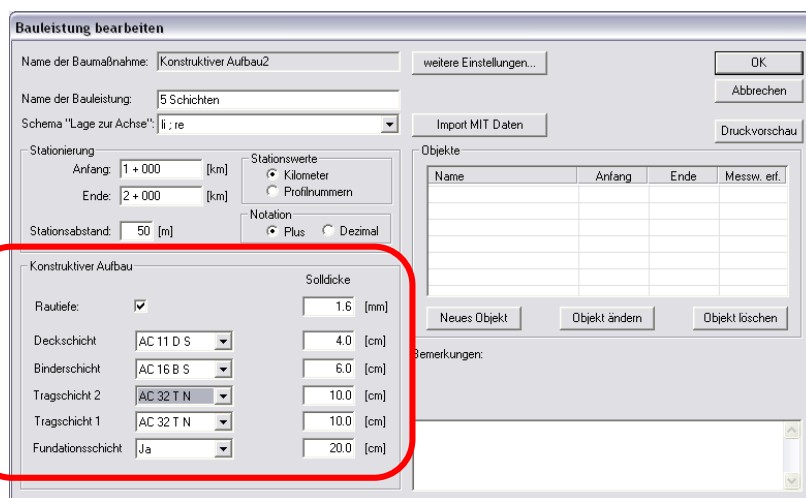 Bauleistung bearbeiten
Name der Baumaßnahme: Konstruktiver Aufbau2
weitere Einstellungen...
OK
Abbrechen
Name der Bauleistung: 5 Schichten
Schema "Lage zur Achse": li ; re
Import MIT Daten
Druckvorschau
Stationierung
Anfang: 1 + 000 [km]
Ende: 2 + 000 [km]
Stationsabstand: 50 [m]
Stationswerte
Kilometer
Profilnummern
Notation
Plus Dezimal
Objekte
Name Anfang Ende Messw. erf.
Neues Objekt Objekt ändern Objekt löschen
Konstruktiver Aufbau
Solldicke
Rautiefe: 1.6 [mm]
Deckschicht AC 11 D S 4.0 [cm]
Binderschicht AC 16 B S 6.0 [cm]
Tragschicht 2 AC 32 T N 10.0 [cm]
Tragschicht 1 AC 32 T N 10.0 [cm]
Fundationsschicht Ja 20.0 [cm]
Bemerkungen: